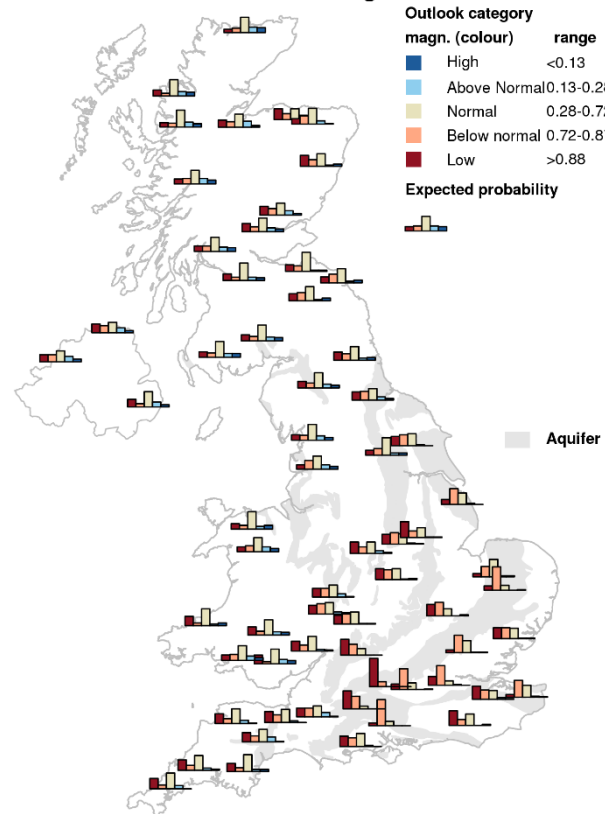 Outlook category
magn. (colour) range
High <0.13
Above Normal 0.13-0.28
Normal 0.28-0.72
Below normal 0.72-0.87
Low >0.88
Expected probability
Aquifer